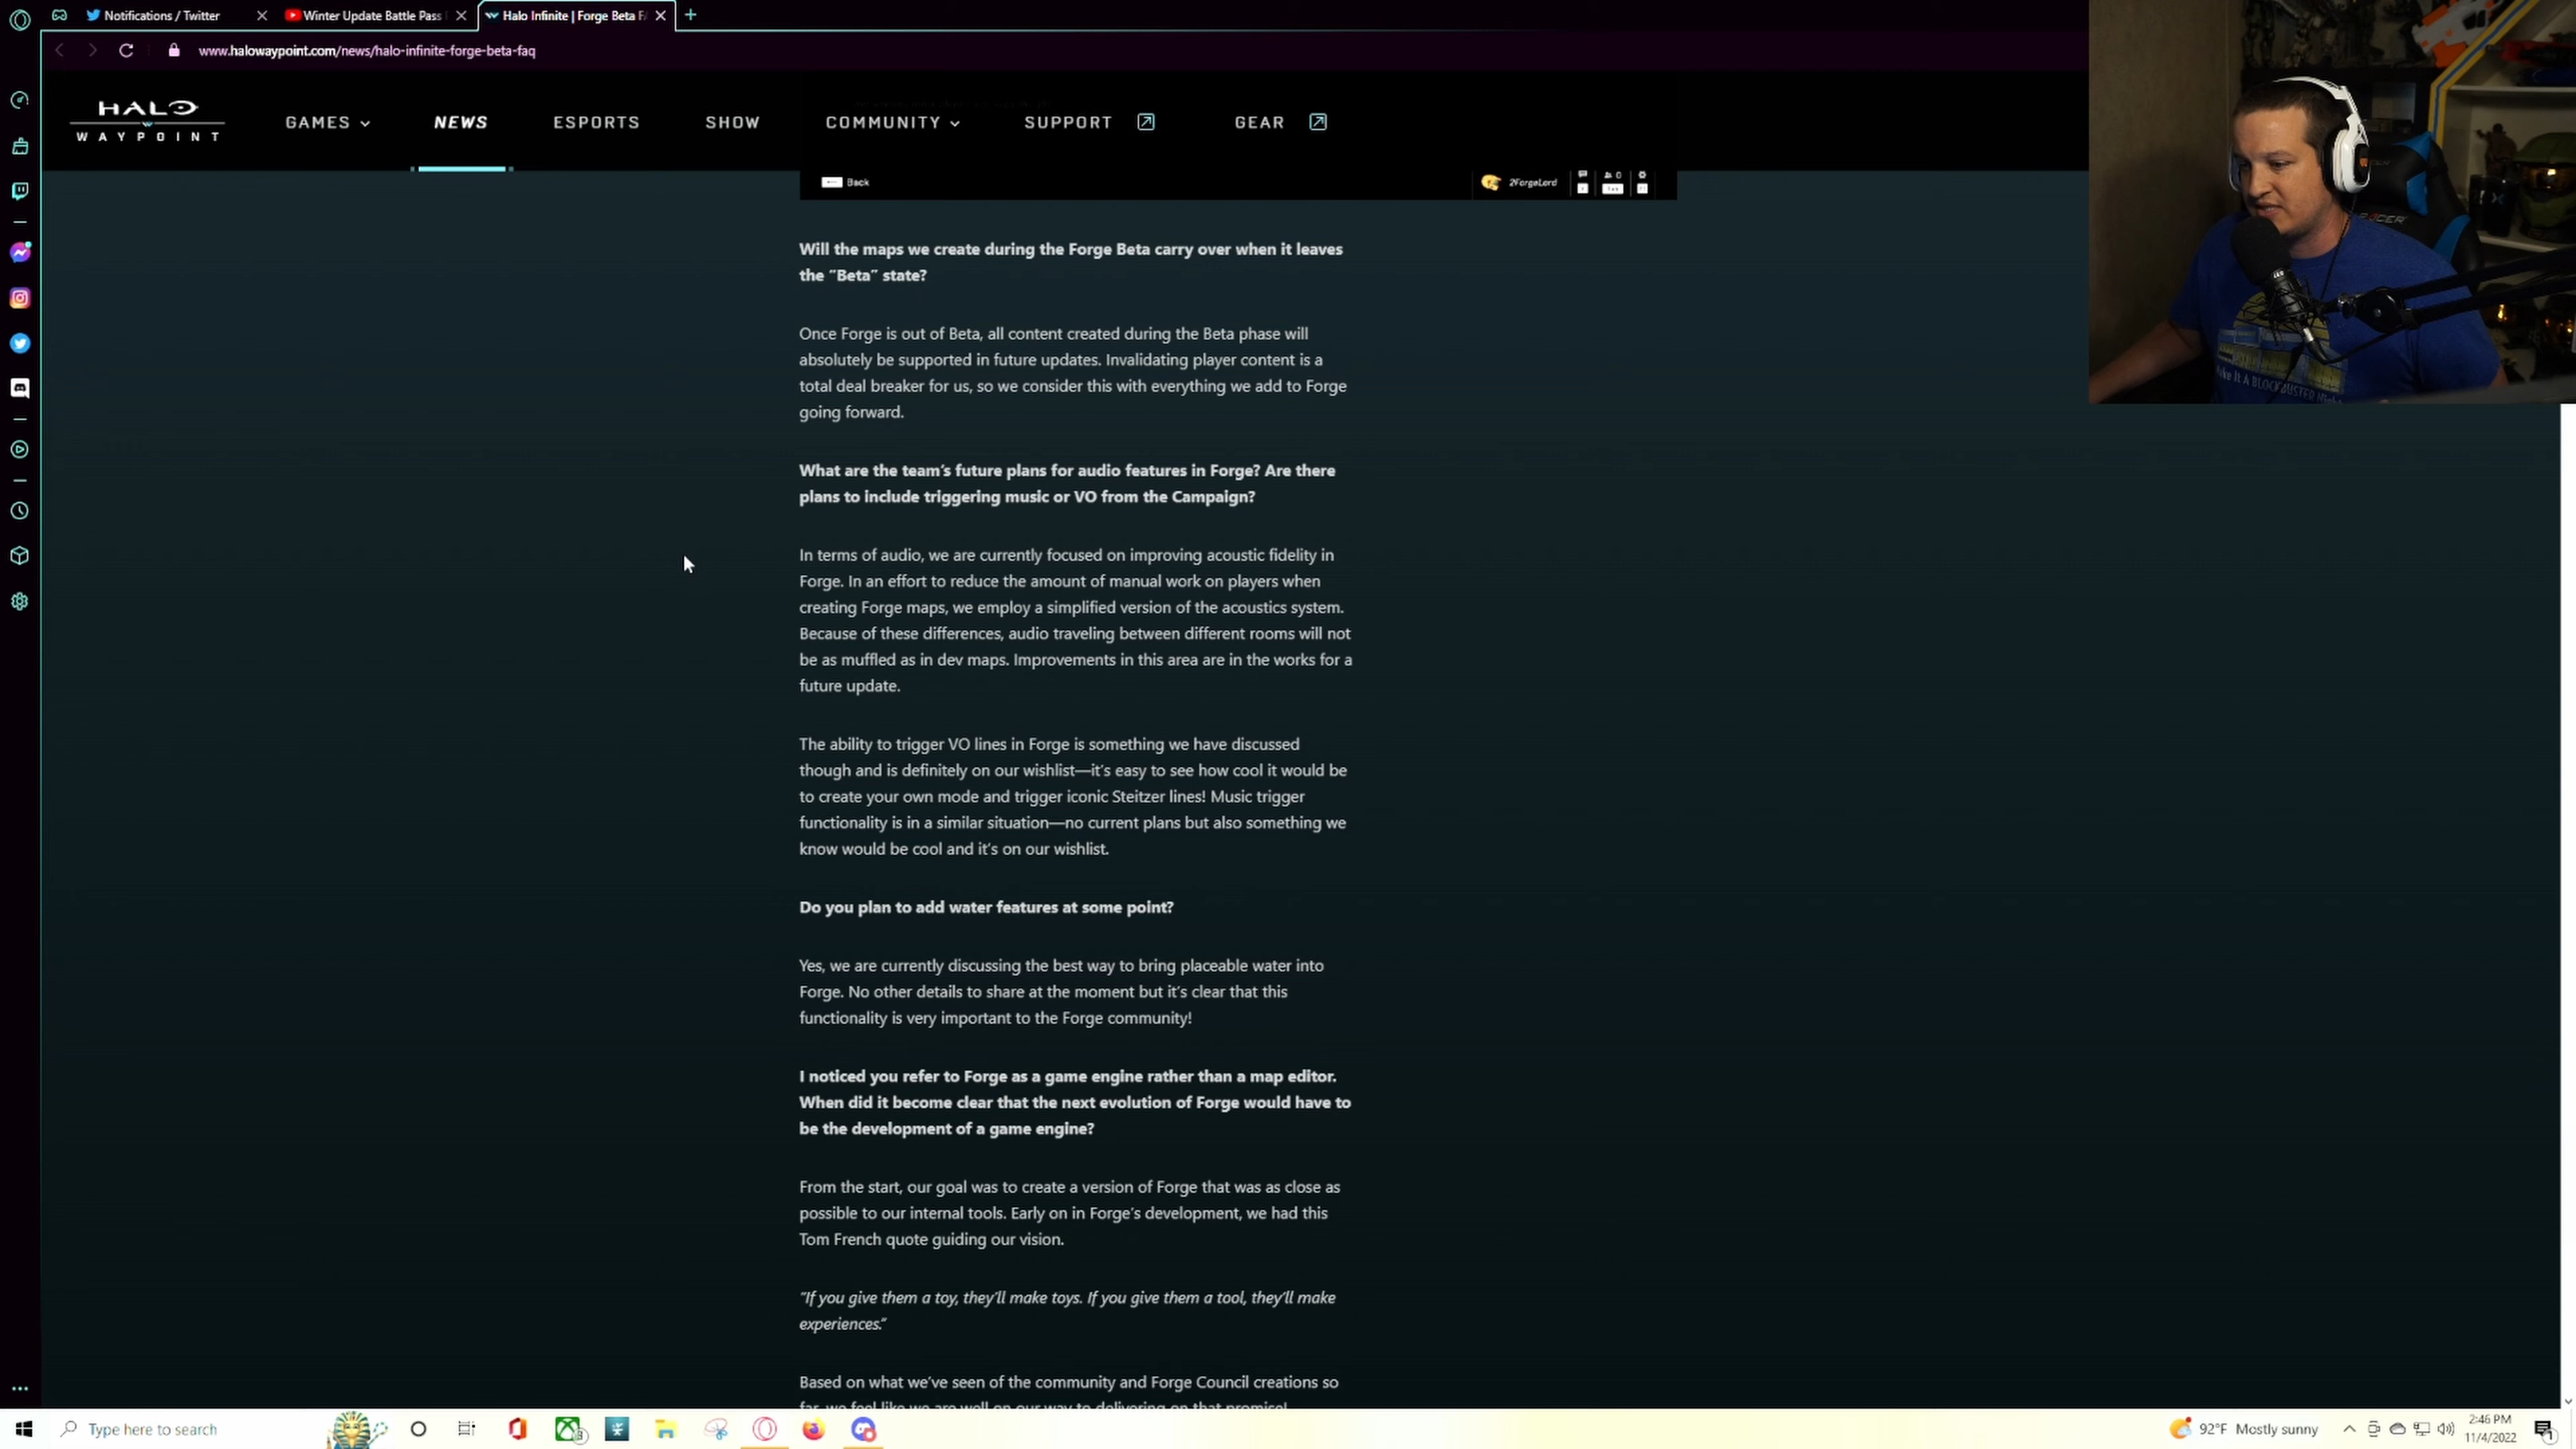 Notifications / Twitter
Winter Update Battle Pass
Halo Infinite | Forge Beta F
www.halowaypoint.com/news/halo-infinite-forge-beta-faq
HALO
WAYPOINT
GAMES
NEWS
ESPORTS
SHOW
COMMUNITY
SUPPORT
GEAR
Back
2ForgeLord
Will the maps we create during the Forge Beta carry over when it leaves
the “Beta” state?
Once Forge is out of Beta, all content created during the Beta phase will
absolutely be supported in future updates. Invalidating player content is a
total deal breaker for us, so we consider this with everything we add to Forge
going forward.
What are the team’s future plans for audio features in Forge? Are there
plans to include triggering music or VO from the Campaign?
In terms of audio, we are currently focused on improving acoustic fidelity in
Forge. In an effort to reduce the amount of manual work on players when
creating Forge maps, we employ a simplified version of the acoustics system.
Because of these differences, audio traveling between different rooms will not
be as muffled as in dev maps. Improvements in this area are in the works for a
future update.
The ability to trigger VO lines in Forge is something we have discussed
though and is definitely on our wishlist—it’s easy to see how cool it would be
to create your own mode and trigger iconic Steitzer lines! Music trigger
functionality is in a similar situation—no current plans but also something we
know would be cool and it’s on our wishlist.
Do you plan to add water features at some point?
Yes, we are currently discussing the best way to bring placeable water into
Forge. No other details to share at the moment but it’s clear that this
functionality is very important to the Forge community!
I noticed you refer to Forge as a game engine rather than a map editor.
When did it become clear that the next evolution of Forge would have to
be the development of a game engine?
From the start, our goal was to create a version of Forge that was as close as
possible to our internal tools. Early on in Forge’s development, we had this
Tom French quote guiding our vision.
“If you give them a toy, they’ll make toys. If you give them a tool, they’ll make
experiences.”
Based on what we’ve seen of the community and Forge Council creations so
far, we feel like we are well on our way to delivering on that promise!
Type here to search
92°F Mostly sunny
2:46 PM
11/4/2022